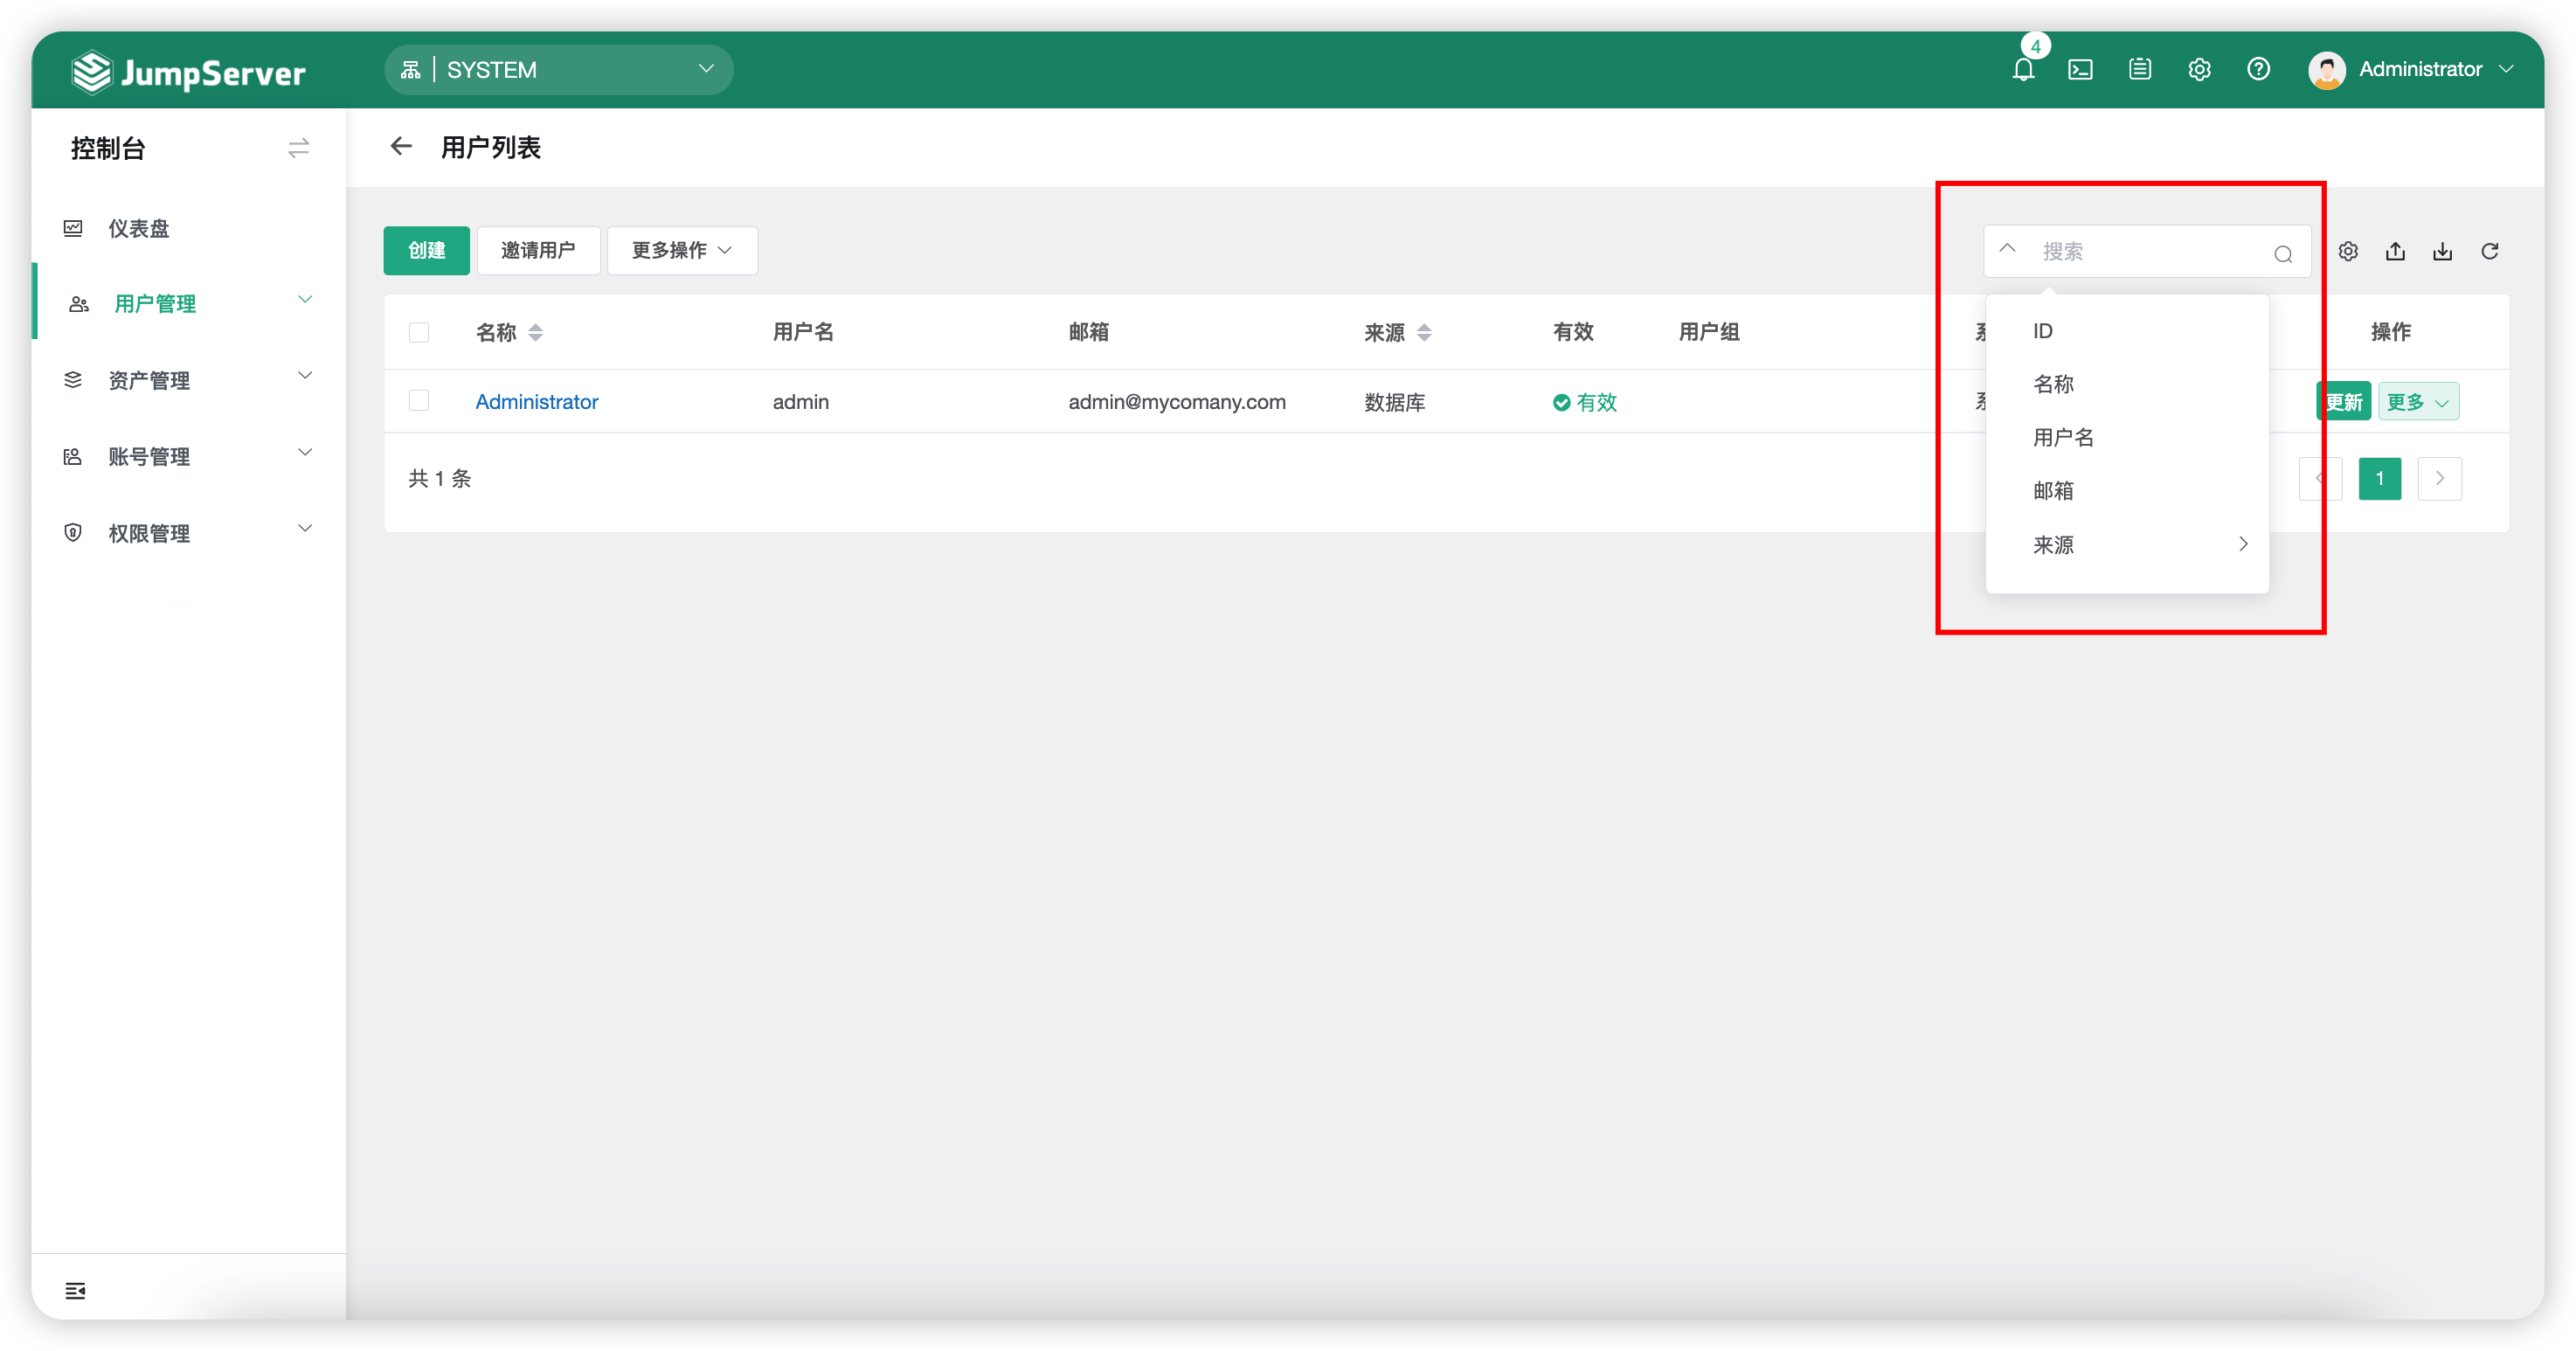 JumpServer
SYSTEM
4
Administrator
控制台
用户列表
仪表盘
用户管理
资产管理
账号管理
权限管理
创建
邀请用户
更多操作
搜索
名称
用户名
邮箱
来源
有效
用户组
操作
Administrator
admin
admin@mycomany.com
数据库
有效
更新
更多
ID
名称
用户名
邮箱
来源
共 1 条
1